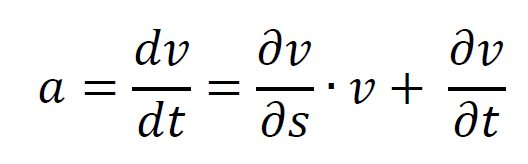 a = dv/dt = ∂v/∂s · v + ∂v/∂t